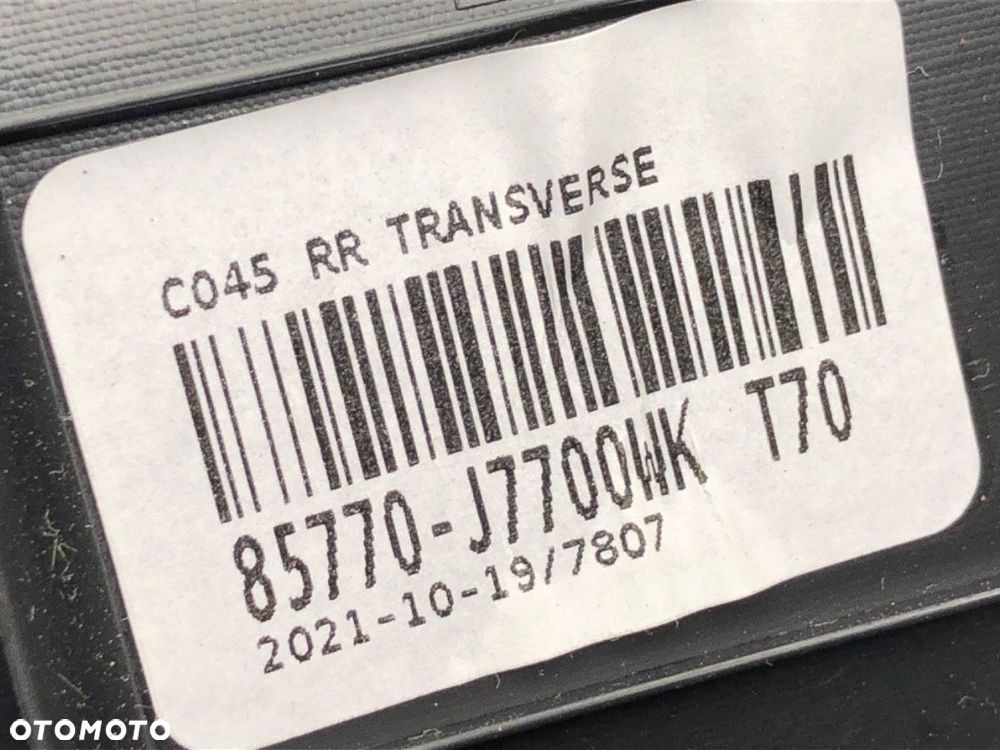 C045 RR TRANSVERSE
85770-J7700WK T70
2021-10-19/7807
OTOMOTO